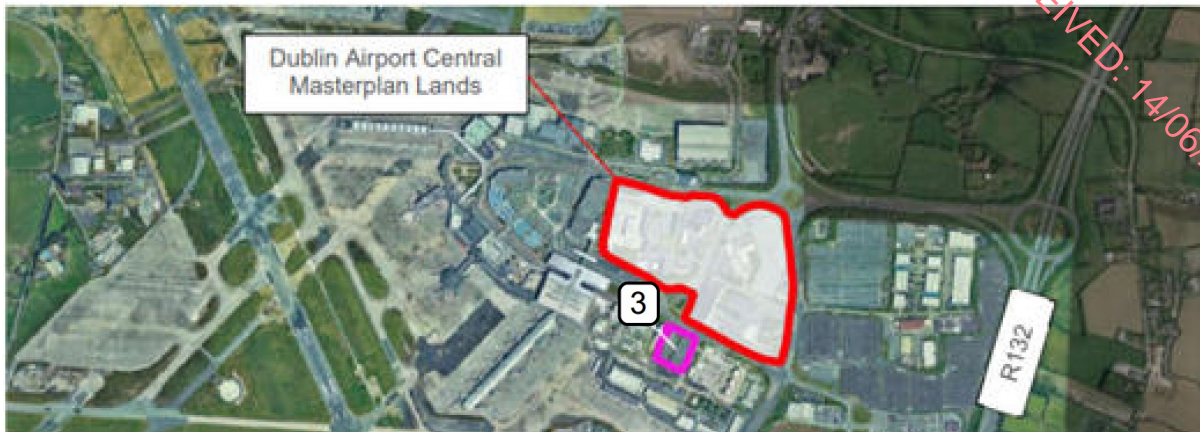 Dublin Airport Central
Masterplan Lands
3
R132
EIVED: 14/06/